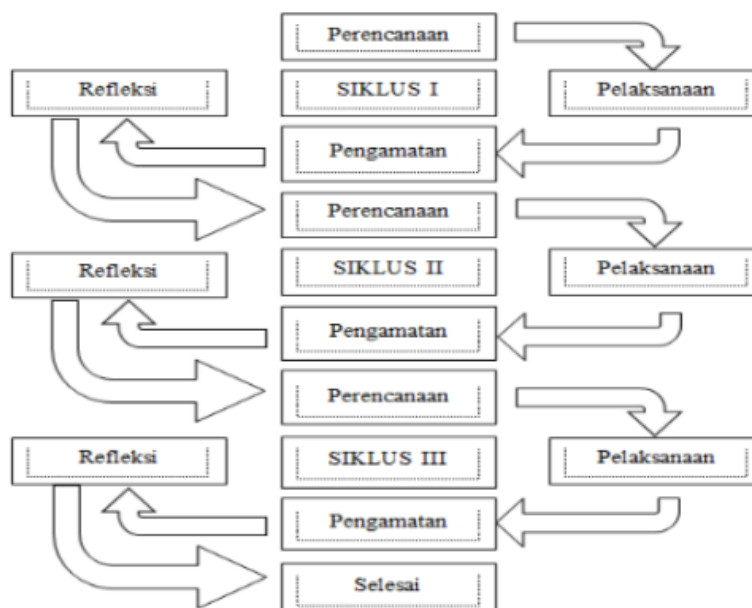 Perencanaan
Refleksi
SIKLUS I
Pelaksanaan
Pengamatan
Perencanaan
Refleksi
SIKLUS II
Pelaksanaan
Pengamatan
Perencanaan
Refleksi
SIKLUS III
Pelaksanaan
Pengamatan
Selesai